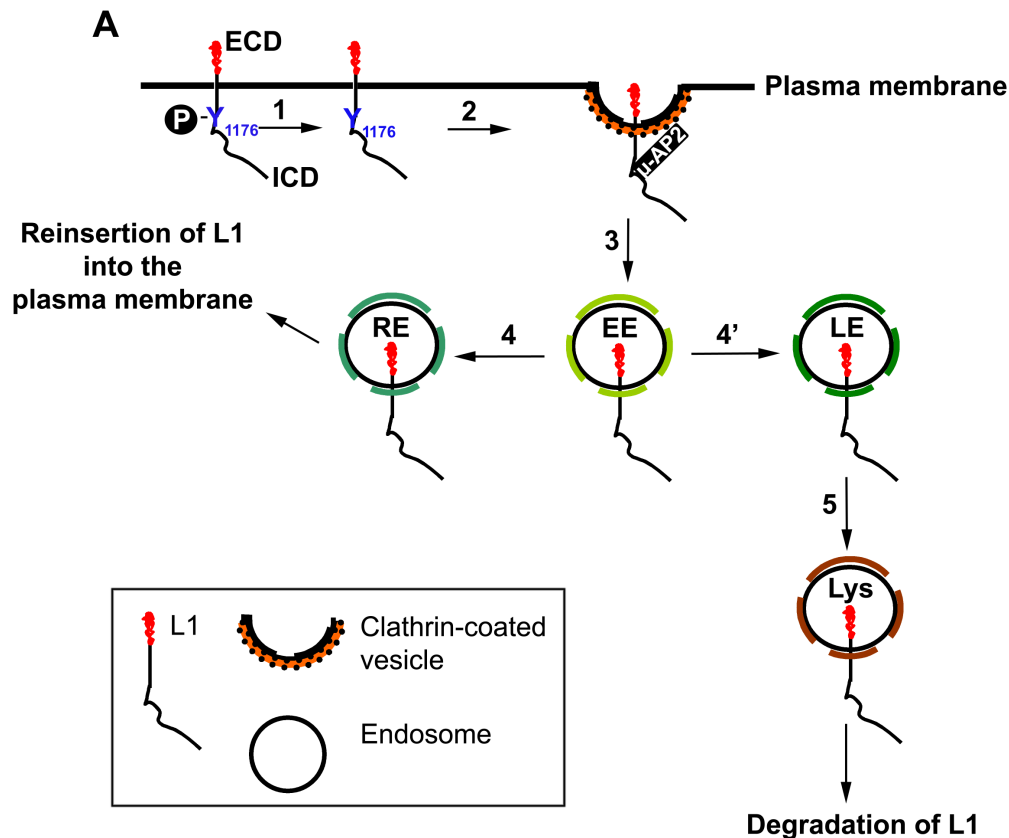 A
ECD
Plasma membrane
P
-Y
1176
1
Y
1176
2
μ-AP2
ICD
3
Reinsertion of L1
into the
plasma membrane
RE
4
EE
4’
LE
5
Lys
L1
Clathrin-coated
vesicle
Endosome
Degradation of L1